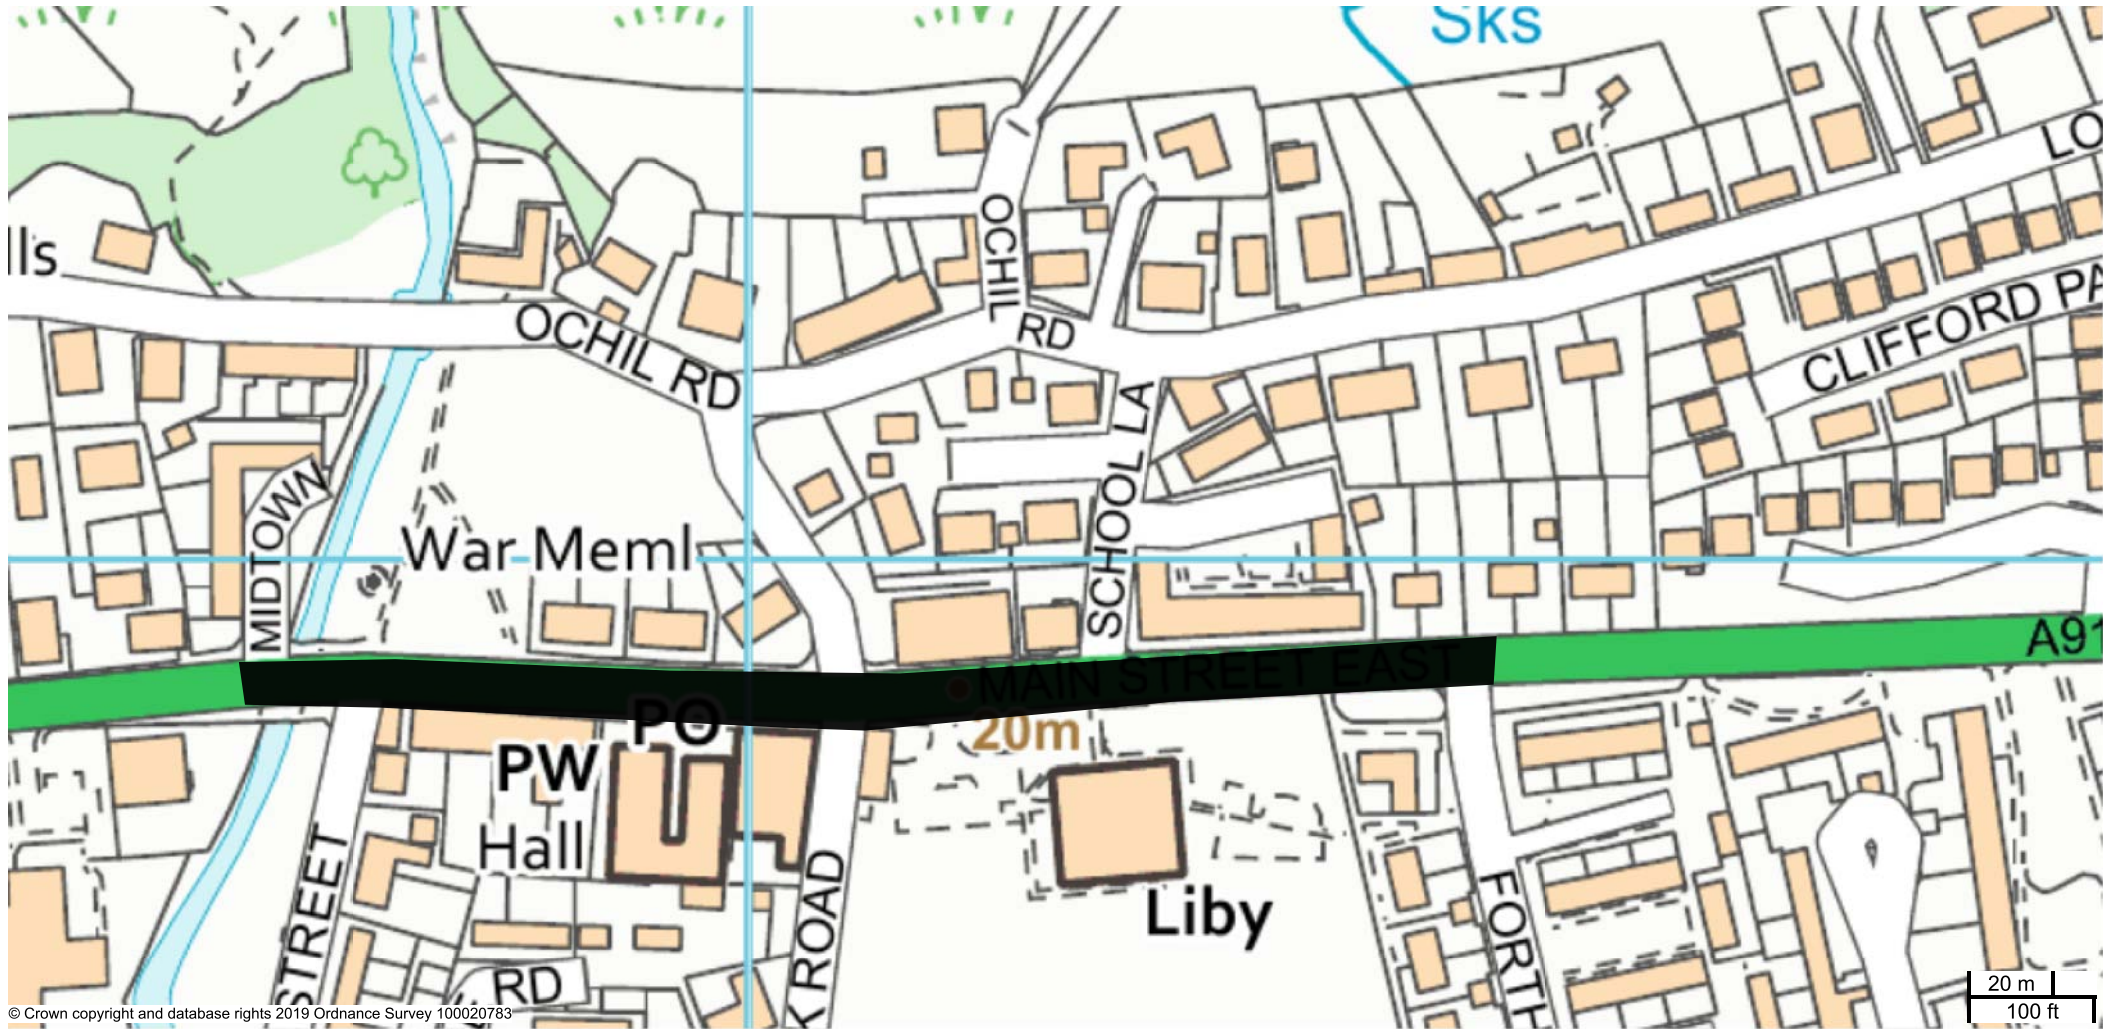 Sks
LO
lls
OCHIL
OCHIL RD
RD
CLIFFORD PA
SCHOOL LA
MIDTOWN
War Meml
A91
MAIN STREET EAST
PO
20m
PW
Hall
STREET
K ROAD
Liby
FORTH
RD
20 m
100 ft
© Crown copyright and database rights 2019 Ordnance Survey 100020783